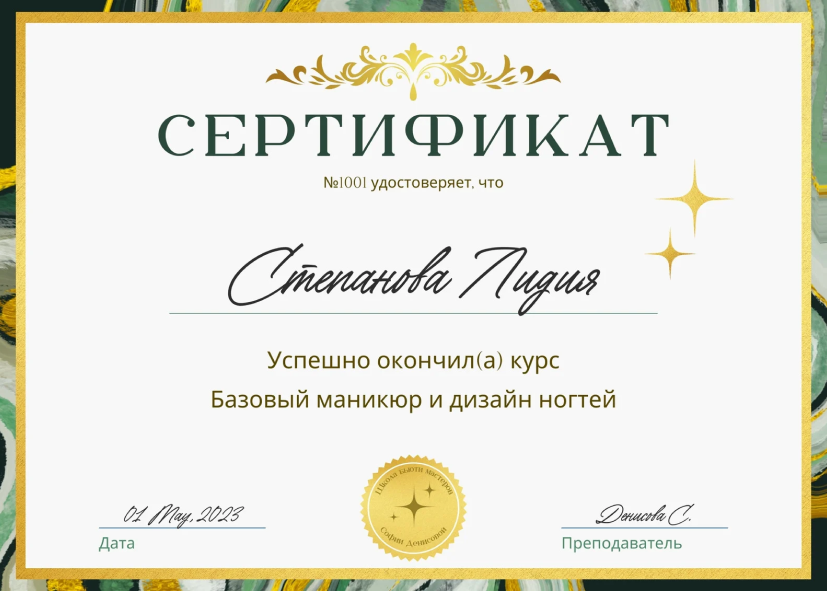 СЕРТИФИКАТ
№1001 удостоверяет, что
Степанова Лидия
Успешно окончил(а) курс
Базовый маникюр и дизайн ногтей
01 May, 2023
Дата
Школа бьюти мастеров
Софии Денисовой
Денисова С.
Преподаватель